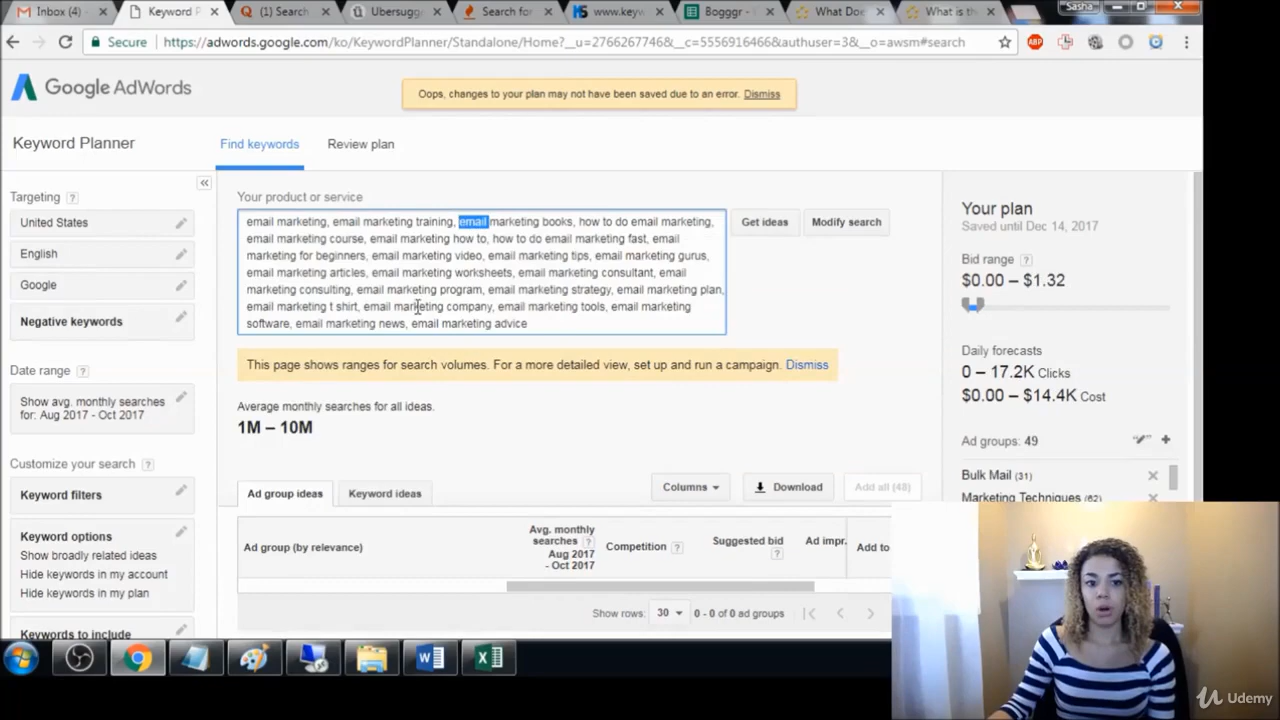 Inbox (4) -
Keyword P
(1) Search
Ubersugge
Search for
www.keyw
Bogggr -
What Doe
What is th
Sasha
Secure
https://adwords.google.com/ko/KeywordPlanner/Standalone/Home?__u=2766267746&__c=5556916466&authuser=3&__o=awsm#search
ABP
Google AdWords
Oops, changes to your plan may not have been saved due to an error. Dismiss
Keyword Planner
Find keywords
Review plan
Targeting ?
United States
English
Google
Negative keywords
Date range ?
Show avg. monthly searches
for: Aug 2017 - Oct 2017
Customize your search ?
Keyword filters
Keyword options
Show broadly related ideas
Hide keywords in my account
Hide keywords in my plan
Keywords to include
Your product or service
email marketing, email marketing training, email marketing books, how to do email marketing,
email marketing course, email marketing how to, how to do email marketing fast, email
marketing for beginners, email marketing video, email marketing tips, email marketing gurus,
email marketing articles, email marketing worksheets, email marketing consultant, email
marketing consulting, email marketing program, email marketing strategy, email marketing plan,
email marketing t shirt, email marketing company, email marketing tools, email marketing
software, email marketing news, email marketing advice
Get ideas
Modify search
This page shows ranges for search volumes. For a more detailed view, set up and run a campaign. Dismiss
Average monthly searches for all ideas.
1M – 10M
Ad group ideas
Keyword ideas
Columns
Download
Add all (48)
Ad group (by relevance)
Avg. monthly
searches ?
Aug 2017
- Oct 2017
Competition ?
Suggested bid
?
Ad impr.
Add to
Show rows: 30
0 - 0 of 0 ad groups
Your plan
Saved until Dec 14, 2017
Bid range ?
$0.00 – $1.32
Daily forecasts
0 – 17.2K Clicks
$0.00 – $14.4K Cost
Ad groups: 49
Bulk Mail (31)
Marketing Techniques (62)
Udemy